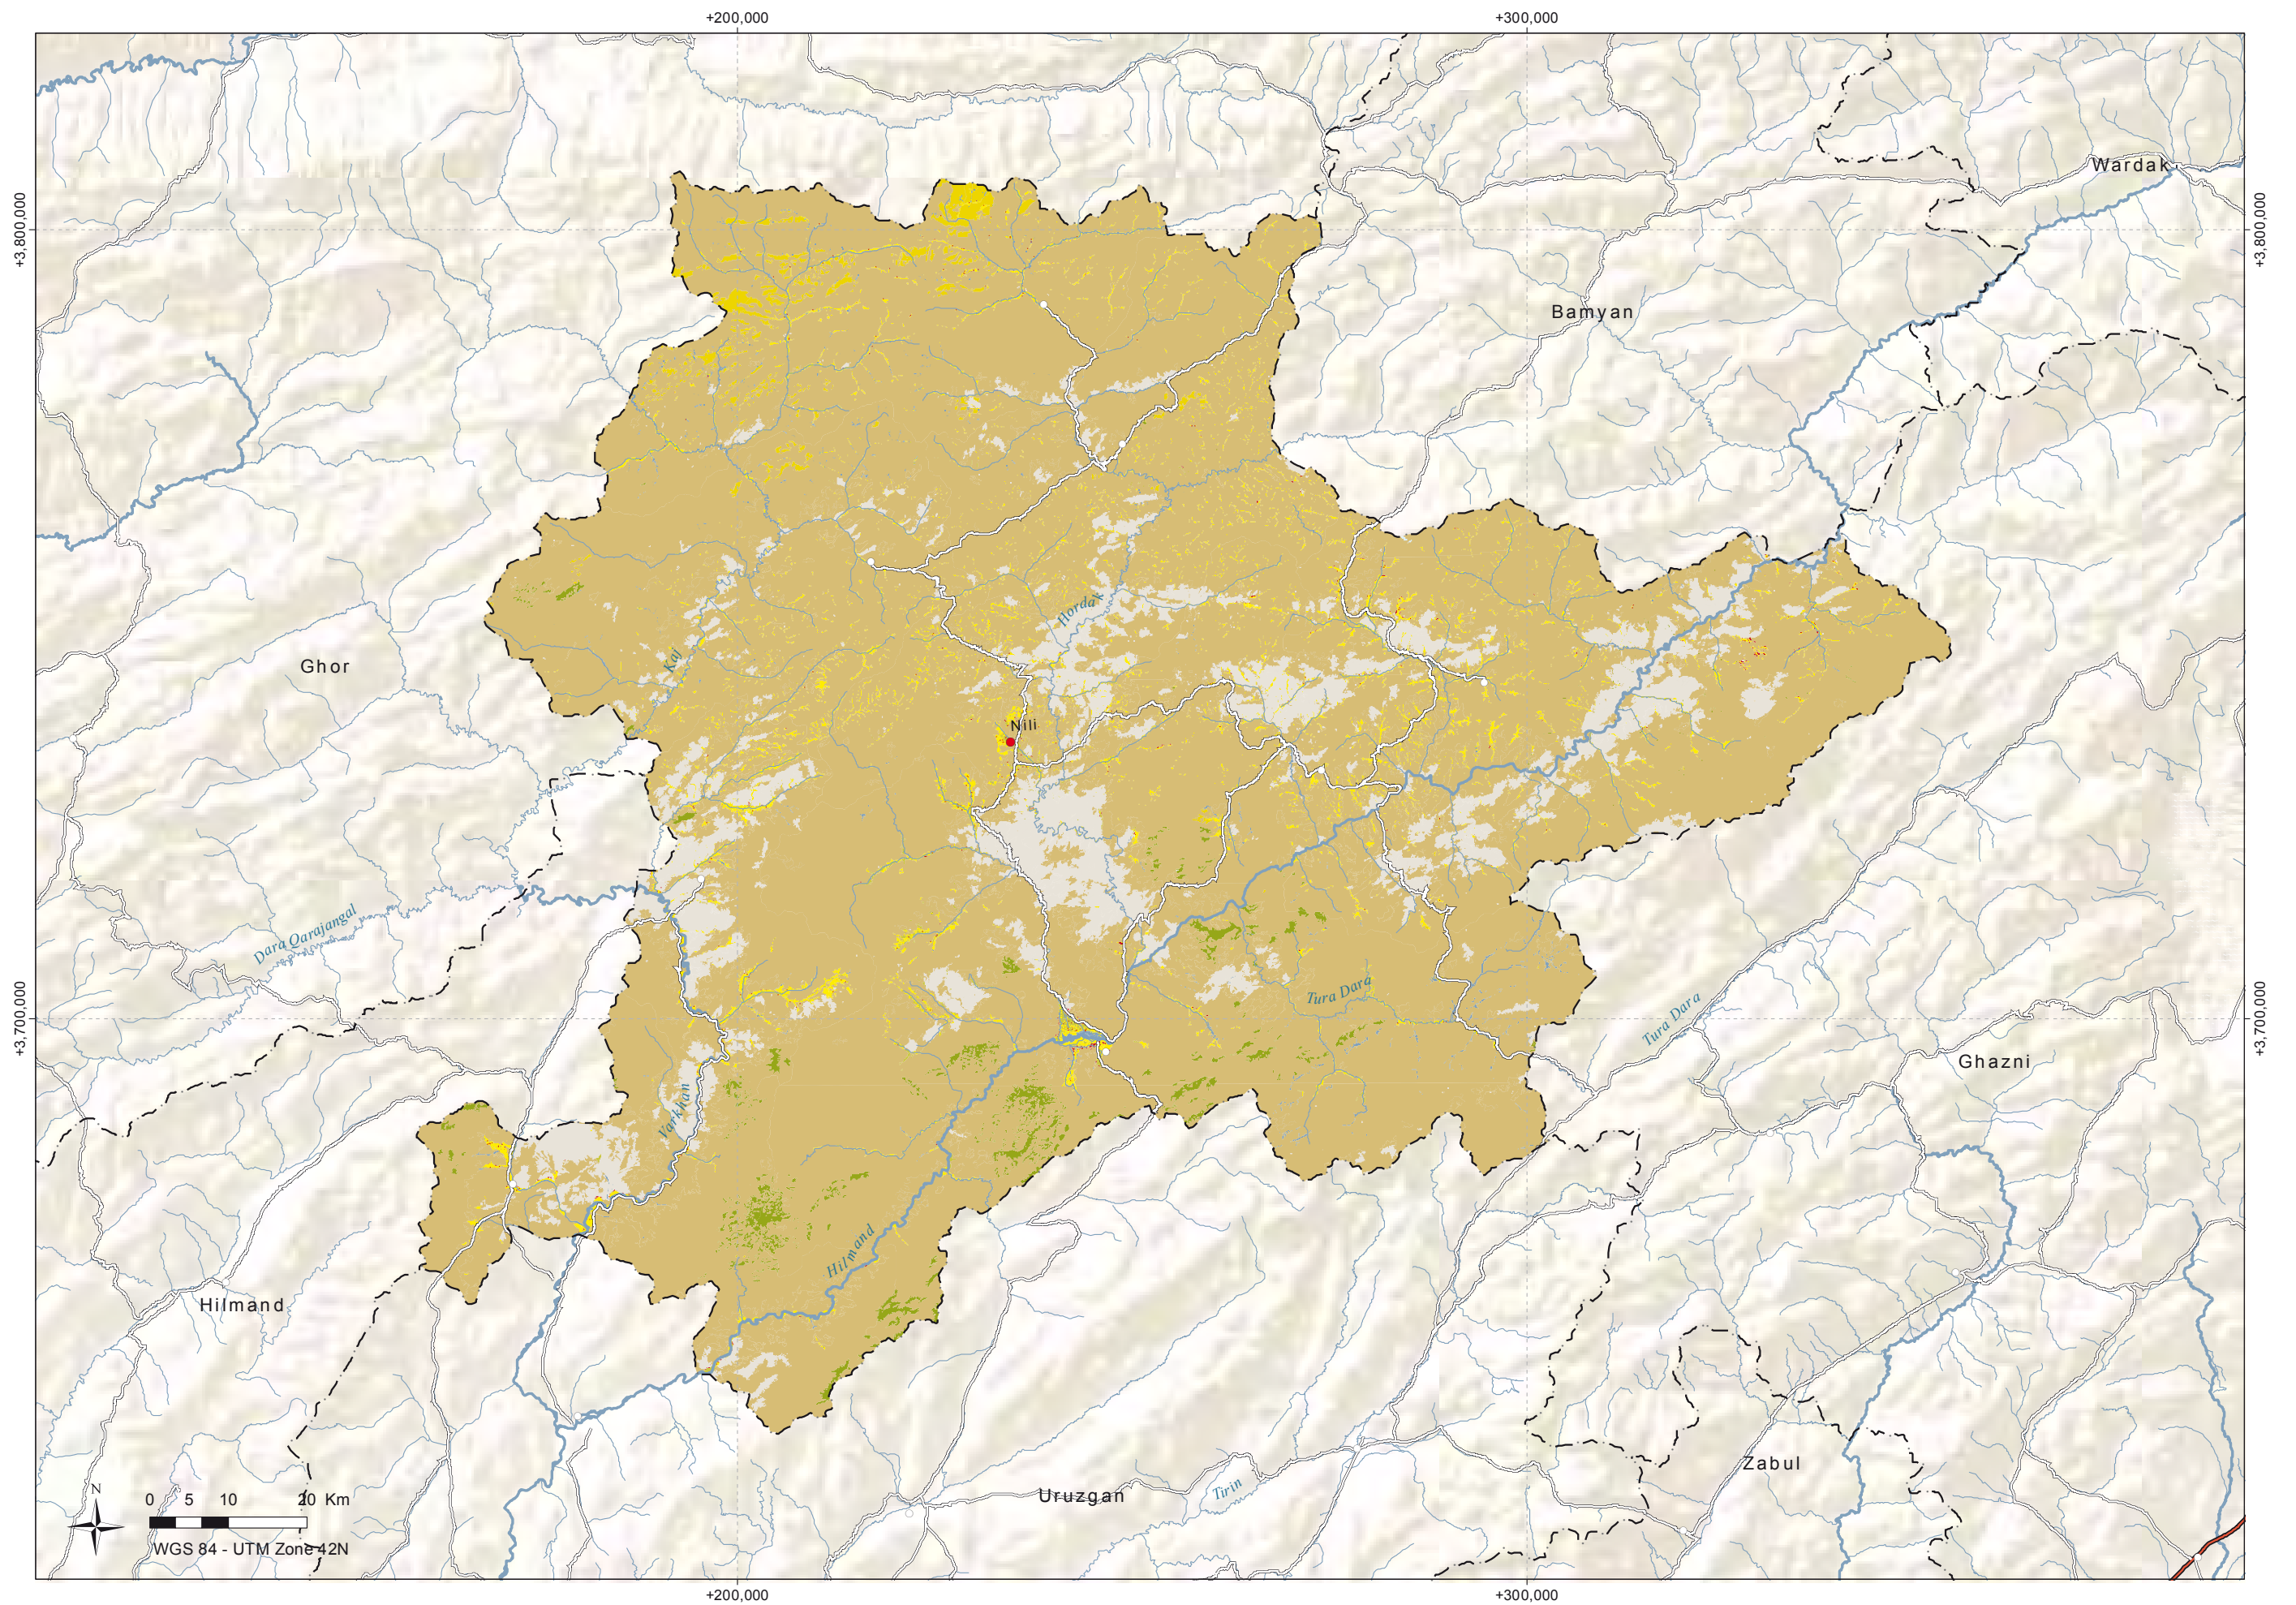 +200,000 +300,000
Wardak
+3,800,000 +3,800,000
Bamyan
Hordak
Kaj
Ghor
Nili
Dara Qarajangal
Tura Dara
Tura Dara
+3,700,000 +3,700,000
Ghazni
Yarkhan
Hilmand
Hilmand
Zabul
Uruzgan
Tirin
N
0 5 10 20 Km
WGS 84 - UTM Zone 42N
+200,000 +300,000